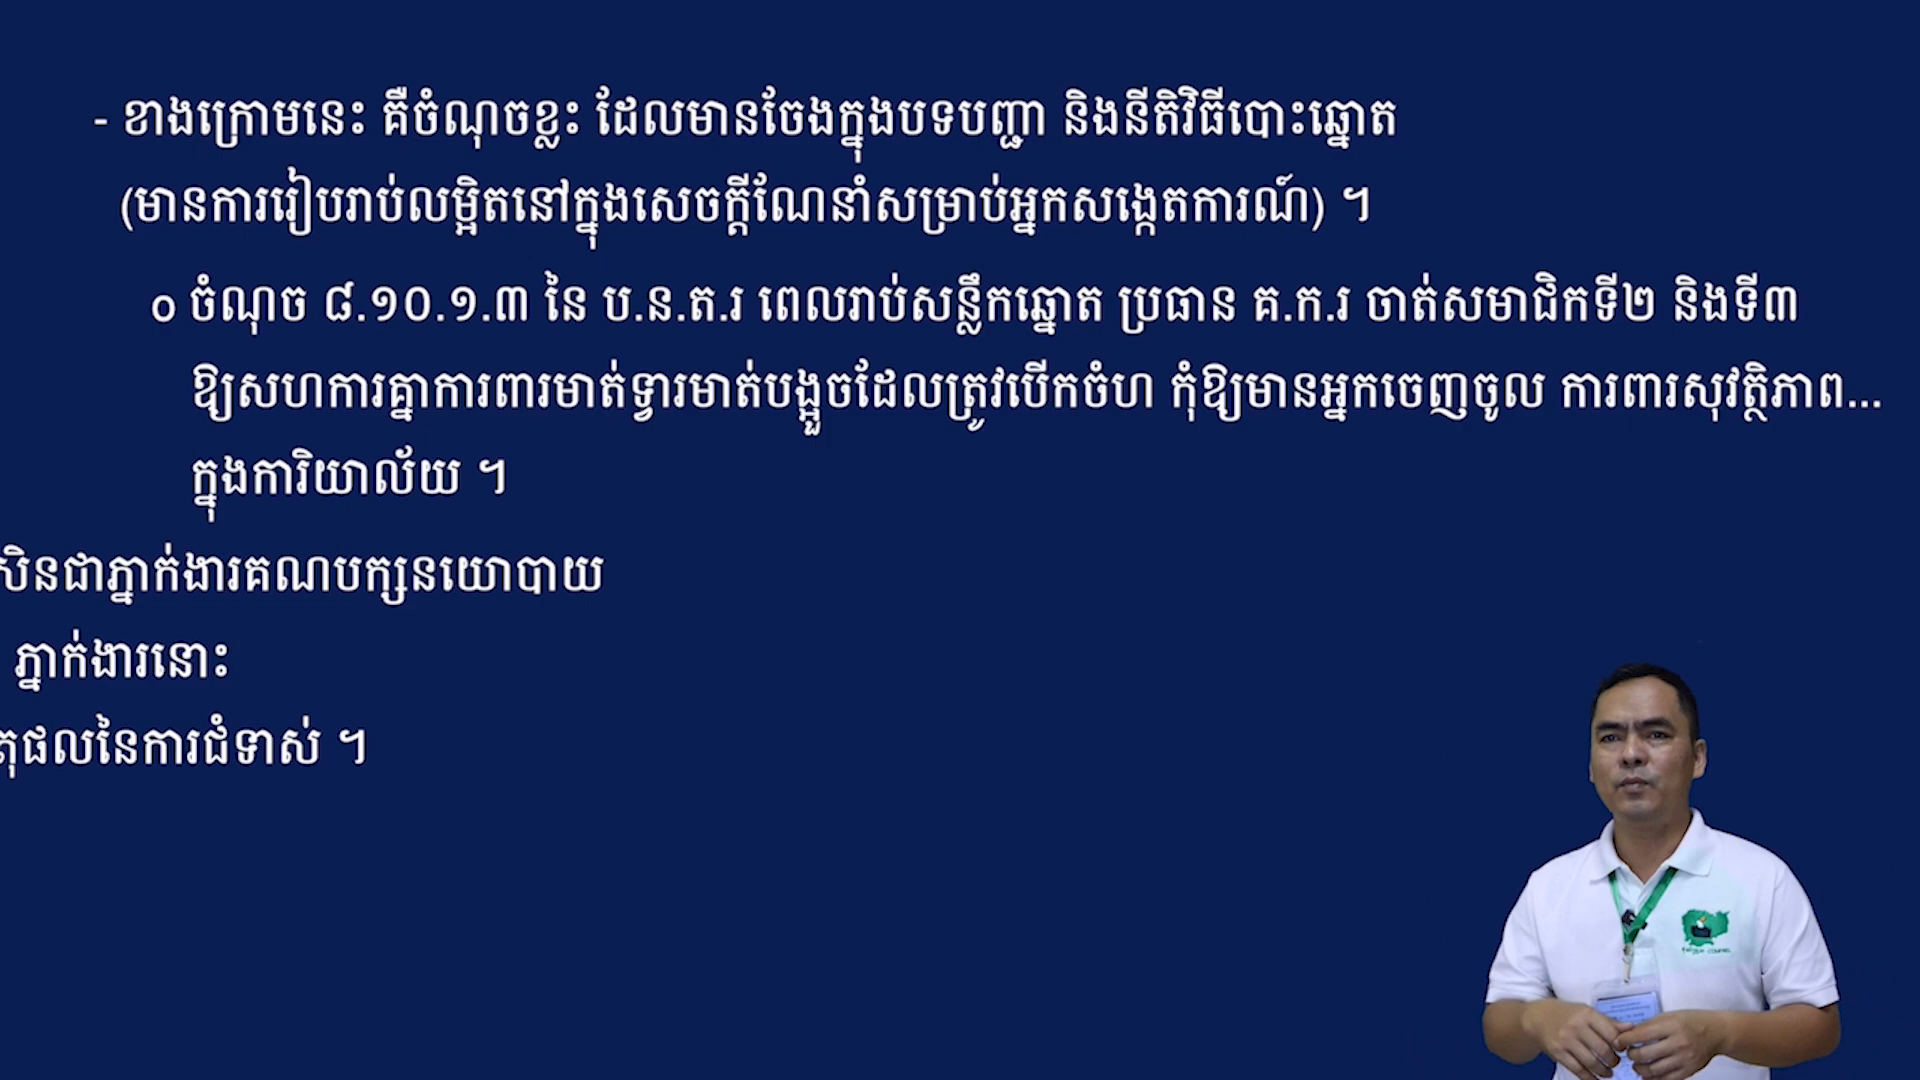 - ខាងក្រោមនេះ គឺចំណុចខ្លះ ដែលមានចែងក្នុងបទបញ្ជា និងនីតិវិធីបោះឆ្នោត
(មានការរៀបរាប់លម្អិតនៅក្នុងសេចក្តីណែនាំសម្រាប់អ្នកសង្កេតការណ៍) ។
o ចំណុច ៨.១០.១.៣ នៃ ប.ន.ត.រ ពេលរាប់សន្លឹកឆ្នោត ប្រធាន គ.ក.រ ចាត់សមាជិកទី២ និងទី៣
ឱ្យសហការគ្នាការពារមាត់ទ្វារមាត់បង្អួចដែលត្រូវបើកចំហ កុំឱ្យមានអ្នកចេញចូល ការពារសុវត្ថិភាព...
ក្នុងការិយាល័យ ។
សិនជាភ្នាក់ងារគណបក្សនយោបាយ
ភ្នាក់ងារនោះ
តុផលនៃការជំទាស់ ។